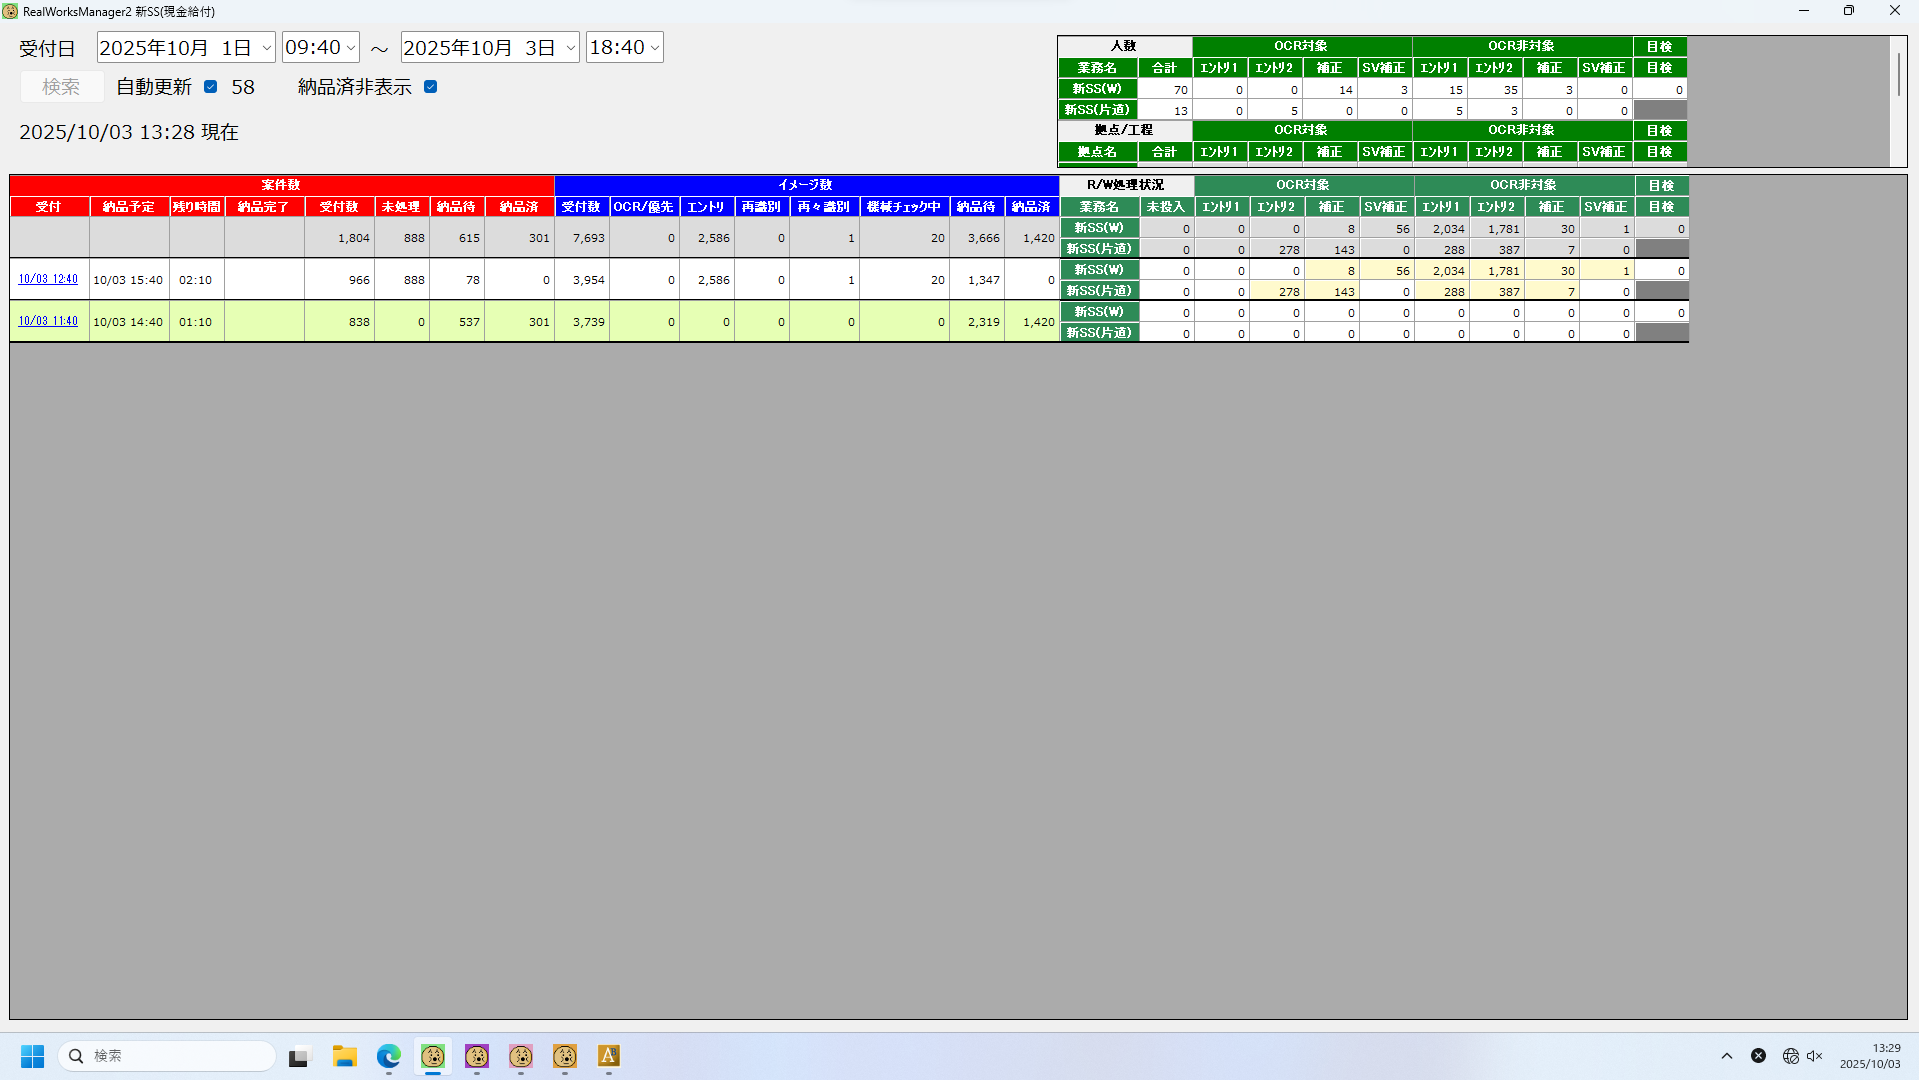 RealWorksManager2 新SS(現金給付)
受付日 2025年10月 1日 09:40 ～ 2025年10月 3日 18:40
検索 自動更新 58 納品済非表示
2025/10/03 13:28 現在
人数 OCR対象 OCR非対象 目検
業務名 合計 ｴﾝﾄﾘ1 ｴﾝﾄﾘ2 補正 SV補正 ｴﾝﾄﾘ1 ｴﾝﾄﾘ2 補正 SV補正 目検
新SS(W) 70 0 0 14 3 15 35 3 0 0
新SS(片道) 13 0 5 0 0 5 3 0 0
拠点/工程 OCR対象 OCR非対象 目検
拠点名 合計 ｴﾝﾄﾘ1 ｴﾝﾄﾘ2 補正 SV補正 ｴﾝﾄﾘ1 ｴﾝﾄﾘ2 補正 SV補正 目検
案件数 イメージ数 R/W処理状況 OCR対象 OCR非対象 目検
受付 納品予定 残り時間 納品完了 受付数 未処理 納品待 納品済 受付数 OCR/優先 エントリ 再識別 再々識別 機械チェック中 納品待 納品済 業務名 未投入 ｴﾝﾄﾘ1 ｴﾝﾄﾘ2 補正 SV補正 ｴﾝﾄﾘ1 ｴﾝﾄﾘ2 補正 SV補正 目検
1,804 888 615 301 7,693 0 2,586 0 1 20 3,666 1,420
新SS(W) 0 0 0 8 56 2,034 1,781 30 1 0
新SS(片道) 0 0 278 143 0 288 387 7 0
10/03 12:40 10/03 15:40 02:10 966 888 78 0 3,954 0 2,586 0 1 20 1,347 0
新SS(W) 0 0 0 8 56 2,034 1,781 30 1 0
新SS(片道) 0 0 278 143 0 288 387 7 0
10/03 11:40 10/03 14:40 01:10 838 0 537 301 3,739 0 0 0 0 0 2,319 1,420
新SS(W) 0 0 0 0 0 0 0 0 0 0
新SS(片道) 0 0 0 0 0 0 0 0 0
検索
13:29
2025/10/03